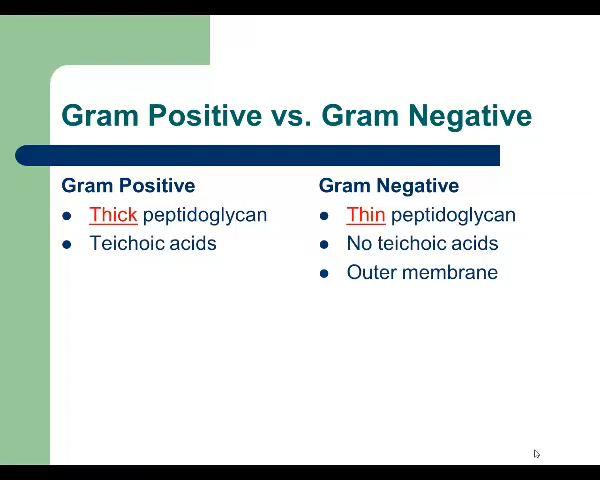 Gram Positive vs. Gram Negative
Gram Positive
● Thick peptidoglycan
● Teichoic acids
Gram Negative
● Thin peptidoglycan
● No teichoic acids
● Outer membrane